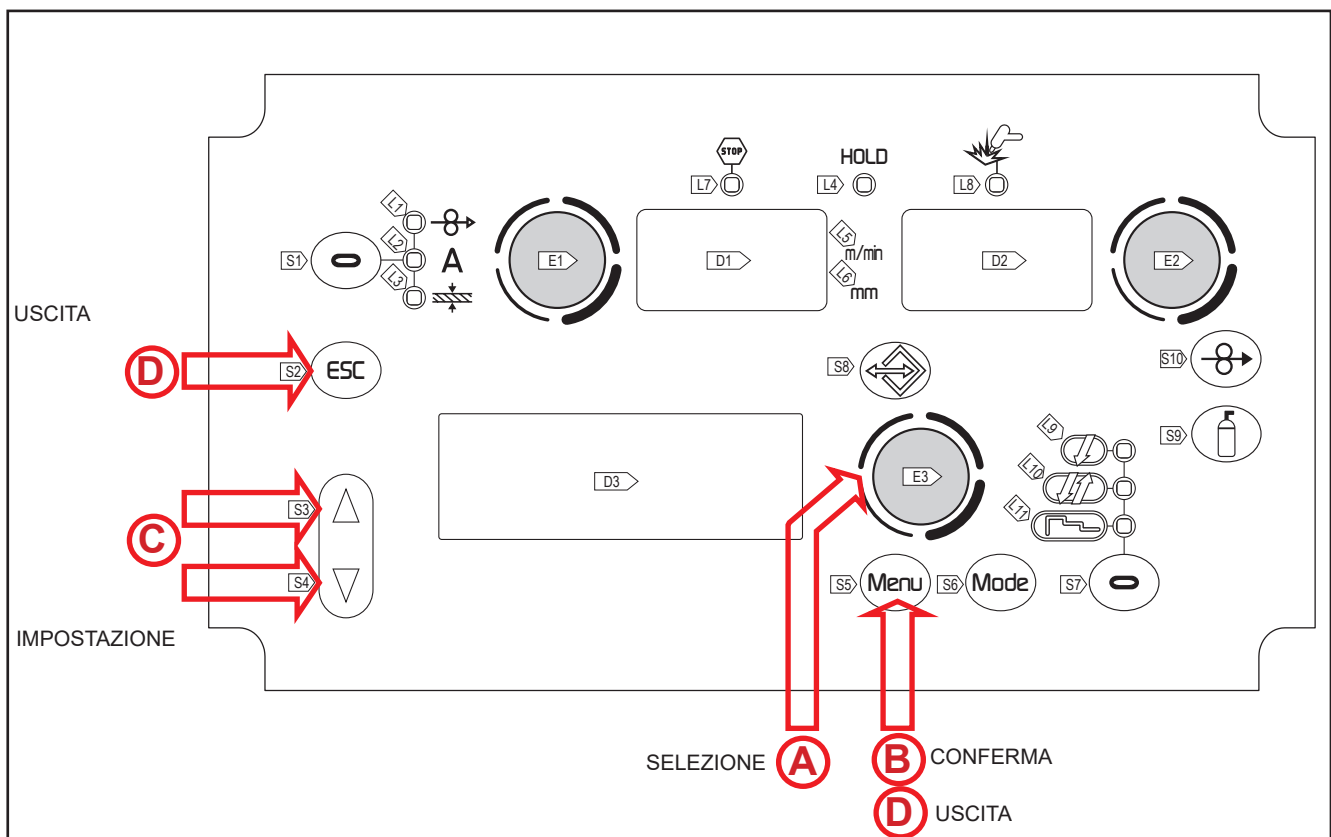 STOP
HOLD
L7
L4
L8
L1
L2
A
L3
S1
E1
D1
L5
m/min
L6
mm
D2
E2
USCITA
D
S2
ESC
S8
S10
S9
D3
E3
L9
L10
L11
C
S3
S4
S5
Menu
S6
Mode
S7
IMPOSTAZIONE
SELEZIONE
A
B
CONFERMA
D
USCITA